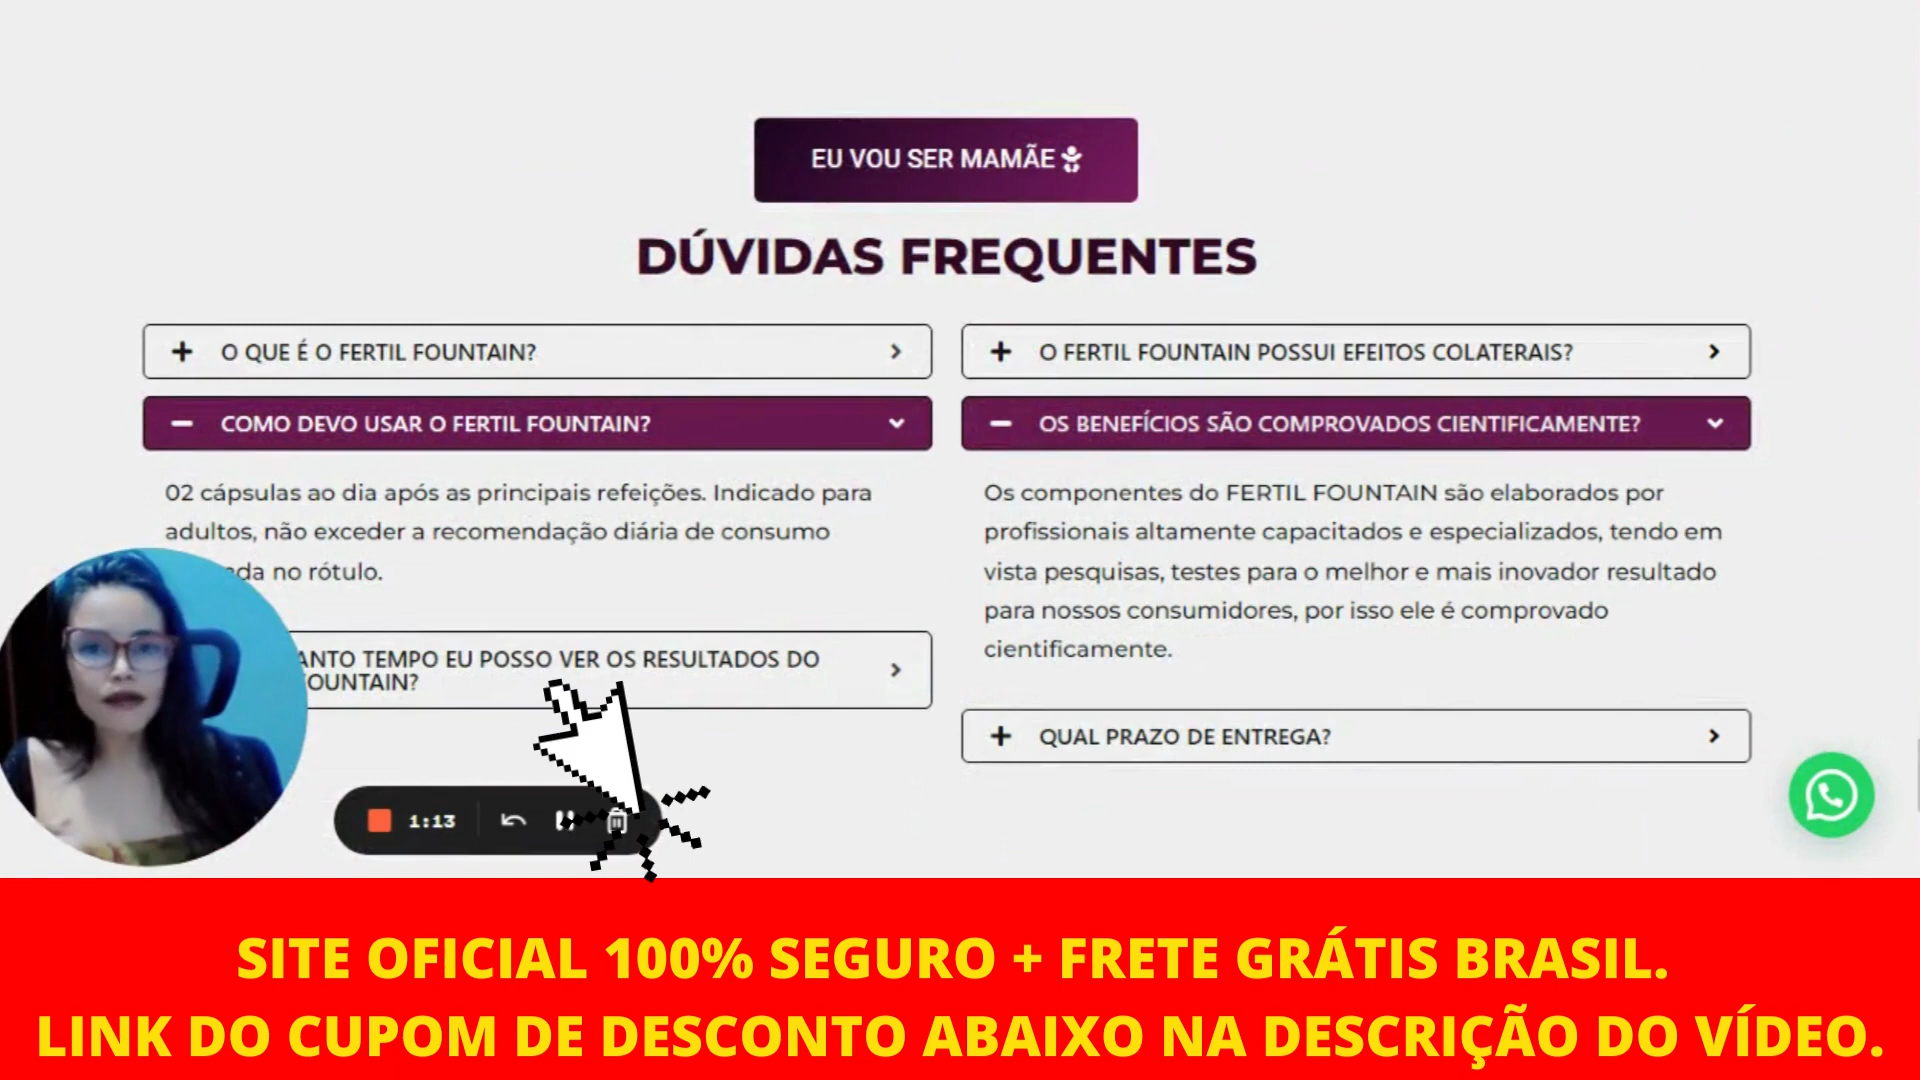 EU VOU SER MAMÃE
DÚVIDAS FREQUENTES
O QUE É O FERTIL FOUNTAIN?
COMO DEVO USAR O FERTIL FOUNTAIN?
02 cápsulas ao dia após as principais refeições. Indicado para
adultos, não exceder a recomendação diária de consumo
no rótulo.
TEMPO EU POSSO VER OS RESULTADOS DO
O FERTIL FOUNTAIN POSSUI EFEITOS COLATERAIS?
OS BENEFÍCIOS SÃO COMPROVADOS CIENTIFICAMENTE?
Os componentes do FERTIL FOUNTAIN são elaborados por
profissionais altamente capacitados e especializados, tendo em
vista pesquisas, testes para o melhor e mais inovador resultado
para nossos consumidores, por isso ele é comprovado
cientificamente.
QUAL PRAZO DE ENTREGA?
1:13
SITE OFICIAL 100% SEGURO + FRETE GRÁTIS BRASIL.
LINK DO CUPOM DE DESCONTO ABAIXO NA DESCRIÇÃO DO VÍDEO.